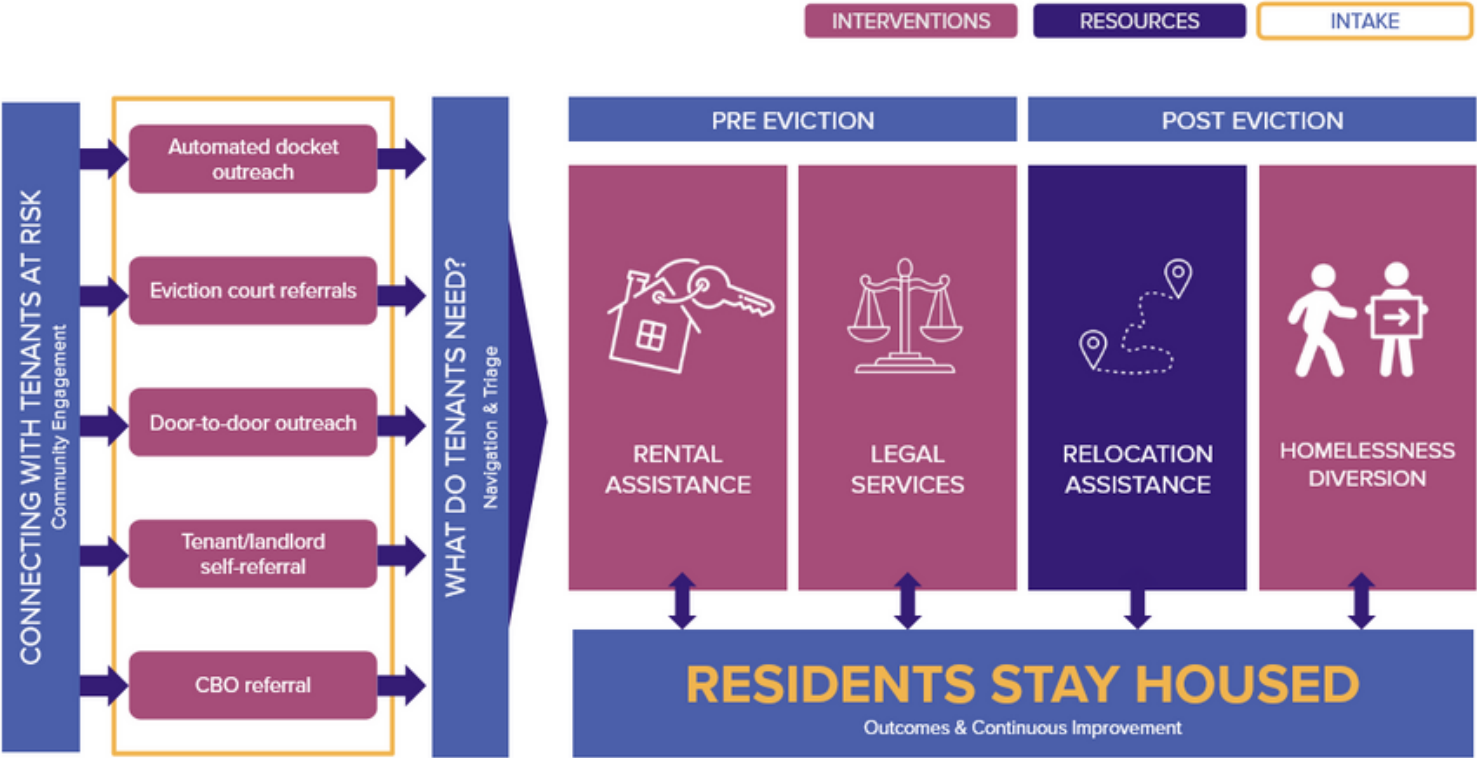 INTERVENTIONS
RESOURCES
INTAKE
CONNECTING WITH TENANTS AT RISK
Community Engagement
Automated docket
outreach
Eviction court referrals
Door-to-door outreach
Tenant/landlord
self-referral
CBO referral
WHAT DO TENANTS NEED?
Navigation & Triage
PRE EVICTION
POST EVICTION
RENTAL
ASSISTANCE
LEGAL
SERVICES
RELOCATION
ASSISTANCE
HOMELESSNESS
DIVERSION
RESIDENTS STAY HOUSED
Outcomes & Continuous Improvement